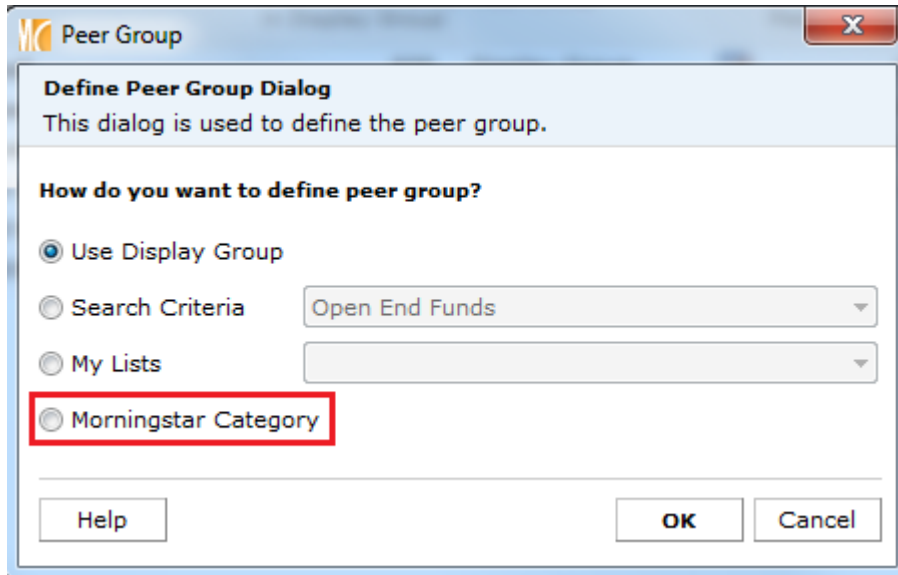 Peer Group
Define Peer Group Dialog
This dialog is used to define the peer group.
How do you want to define peer group?
Use Display Group
Search Criteria Open End Funds
My Lists
Morningstar Category
Help OK Cancel